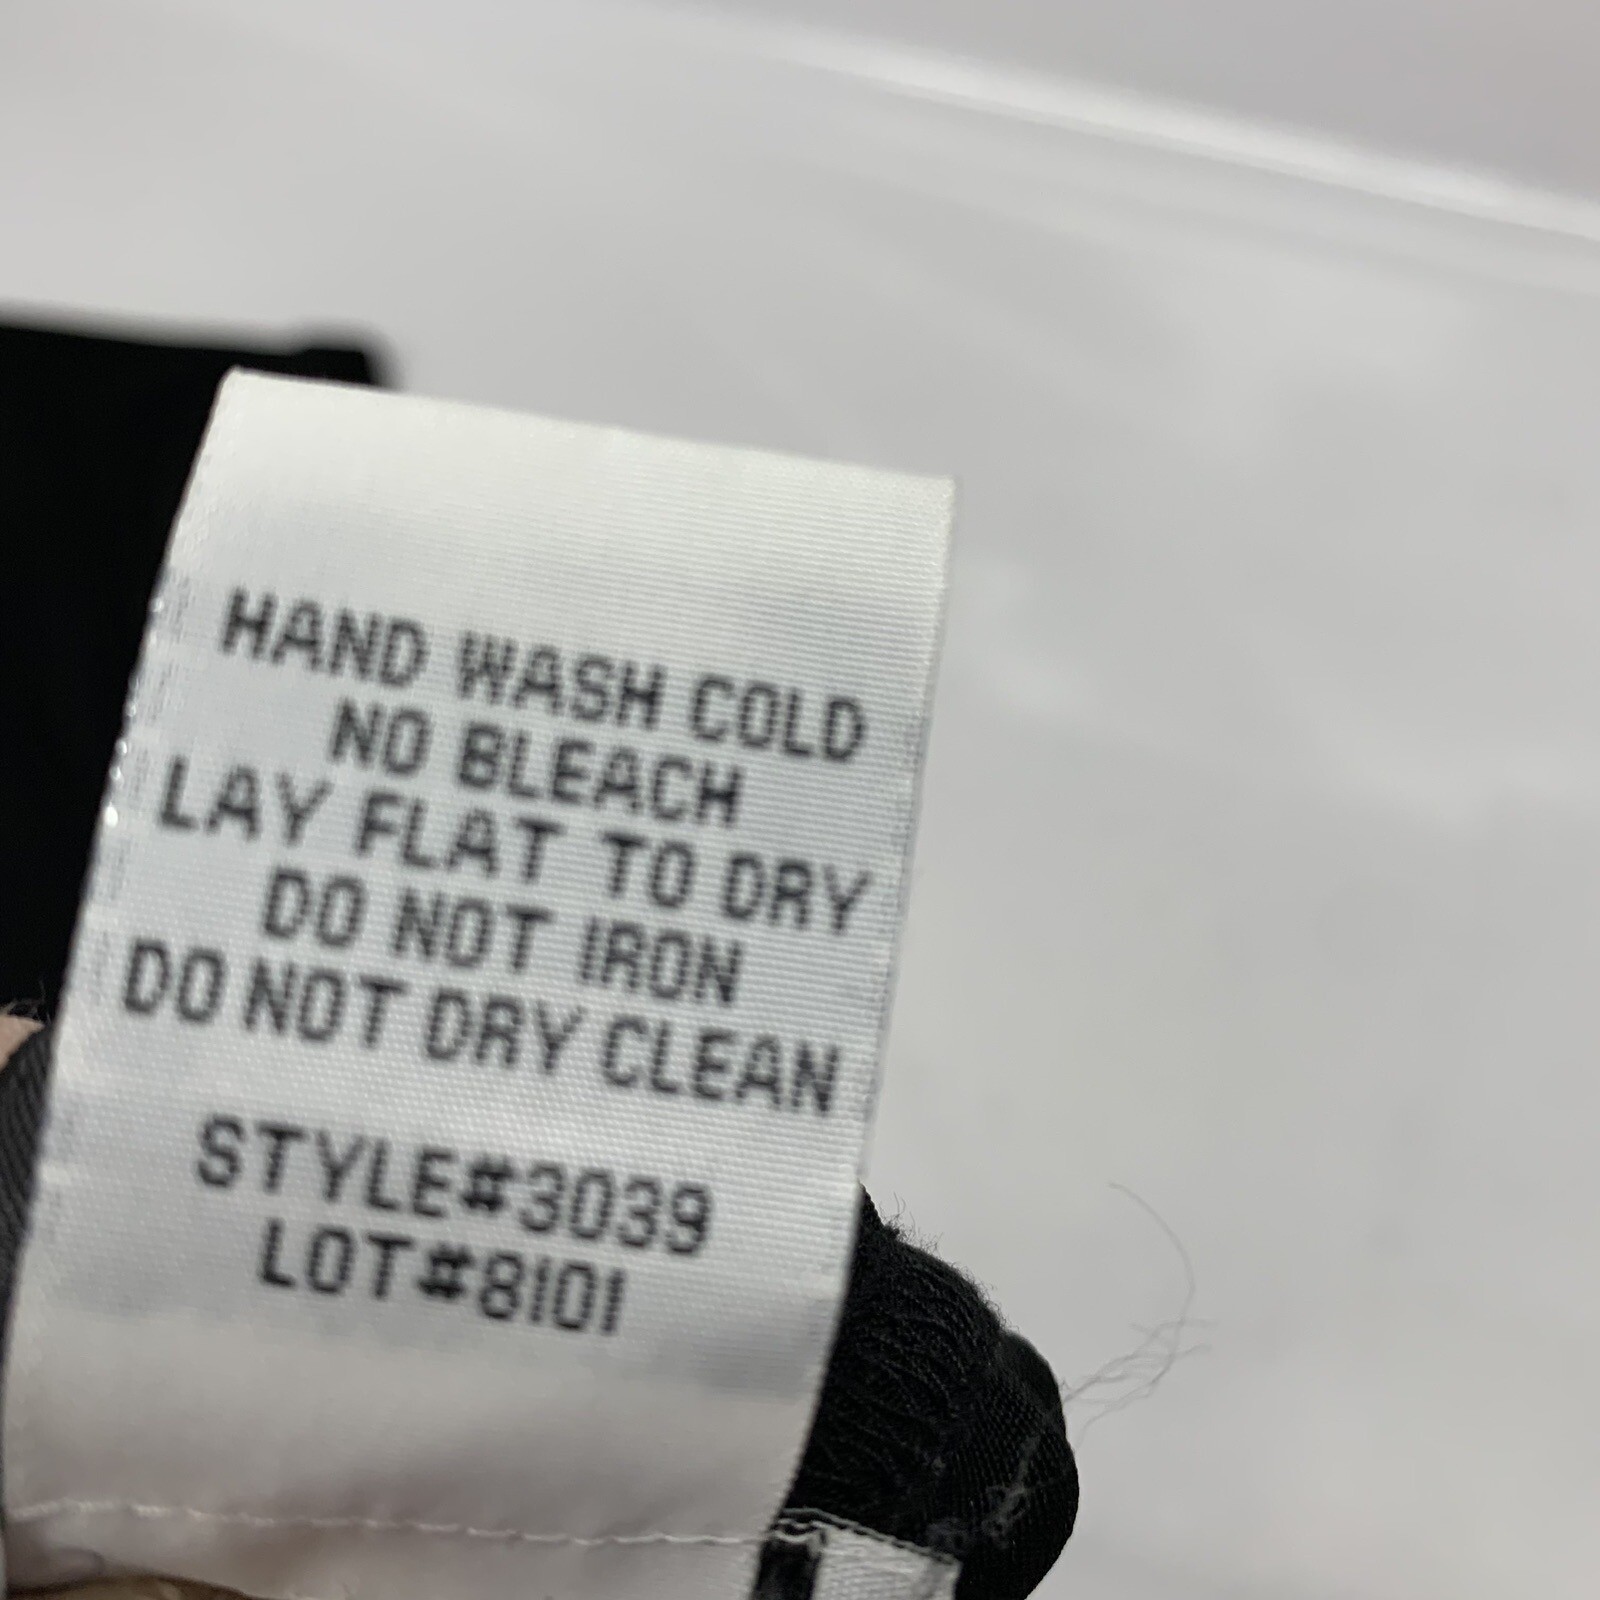 HAND WASH COLD
NO BLEACH
LAY FLAT TO DRY
DO NOT IRON
DO NOT DRY CLEAN
STYLE#3039
LOT#8101